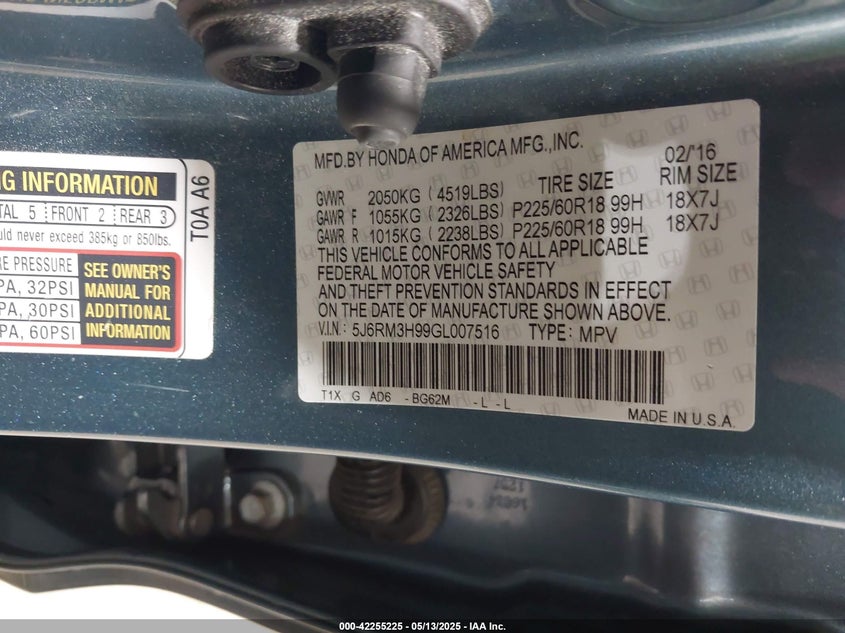 NG INFORMATION
TAL 5 FRONT 2 REAR 3
ould never exceed 385kg or 850lbs.
RE PRESSURE
PA, 32PSI
PA, 30PSI
PA, 60PSI
SEE OWNER'S
MANUAL FOR
ADDITIONAL
INFORMATION
T0A A6
MFD.BY HONDA OF AMERICA MFG.,INC. 02/'16
TIRE SIZE RIM SIZE
GVWR 2050KG (4519LBS)
GAWR F 1055KG (2326LBS) P225/60R18 99H 18X7J
GAWR R 1015KG (2238LBS) P225/60R18 99H 18X7J
THIS VEHICLE CONFORMS TO ALL APPLICABLE
FEDERAL MOTOR VEHICLE SAFETY
AND THEFT PREVENTION STANDARDS IN EFFECT
ON THE DATE OF MANUFACTURE SHOWN ABOVE.
V.I.N.: 5J6RM3H99GL007516 TYPE: MPV
T1X G AD6 -BG62M -L -L
MADE IN U.S.A.
000-42255225 - 05/13/2025 - IAA Inc.